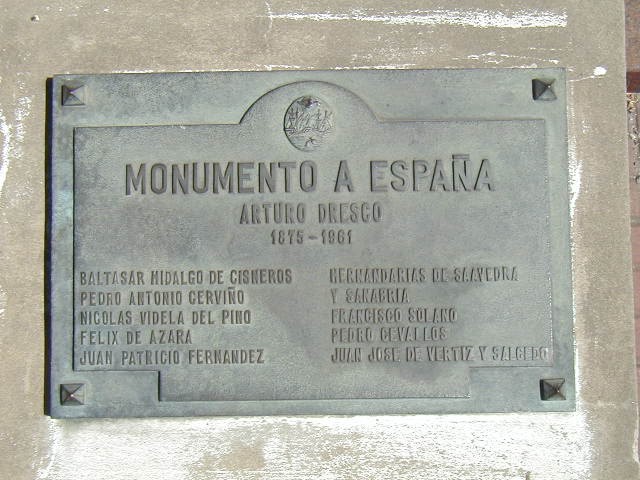 MONUMENTO A ESPAÑA
ARTURO DRESCO
1875-1961
BALTASAR HIDALGO DE CISNEROS
PEDRO ANTONIO CERVIÑO
NICOLAS VIDELA DEL PINO
FELIX DE AZARA
JUAN PATRICIO FERNANDEZ
HERNANDARIAS DE SAAVEDRA
Y SANABRIA
FRANCISCO SOLANO
PEDRO CEVALLOS
JUAN JOSE DE VERTIZ Y SALCEDO